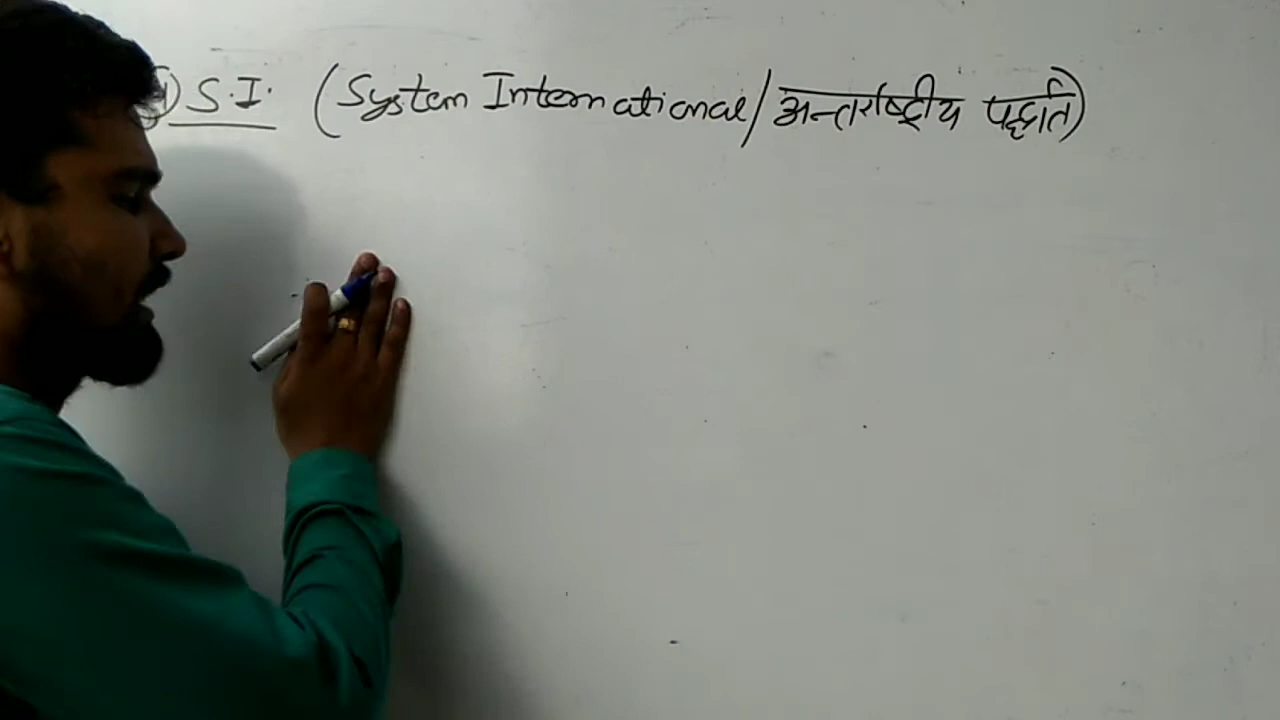 ) S.I. (System International/अन्तर्राष्ट्रीय पद्धति)